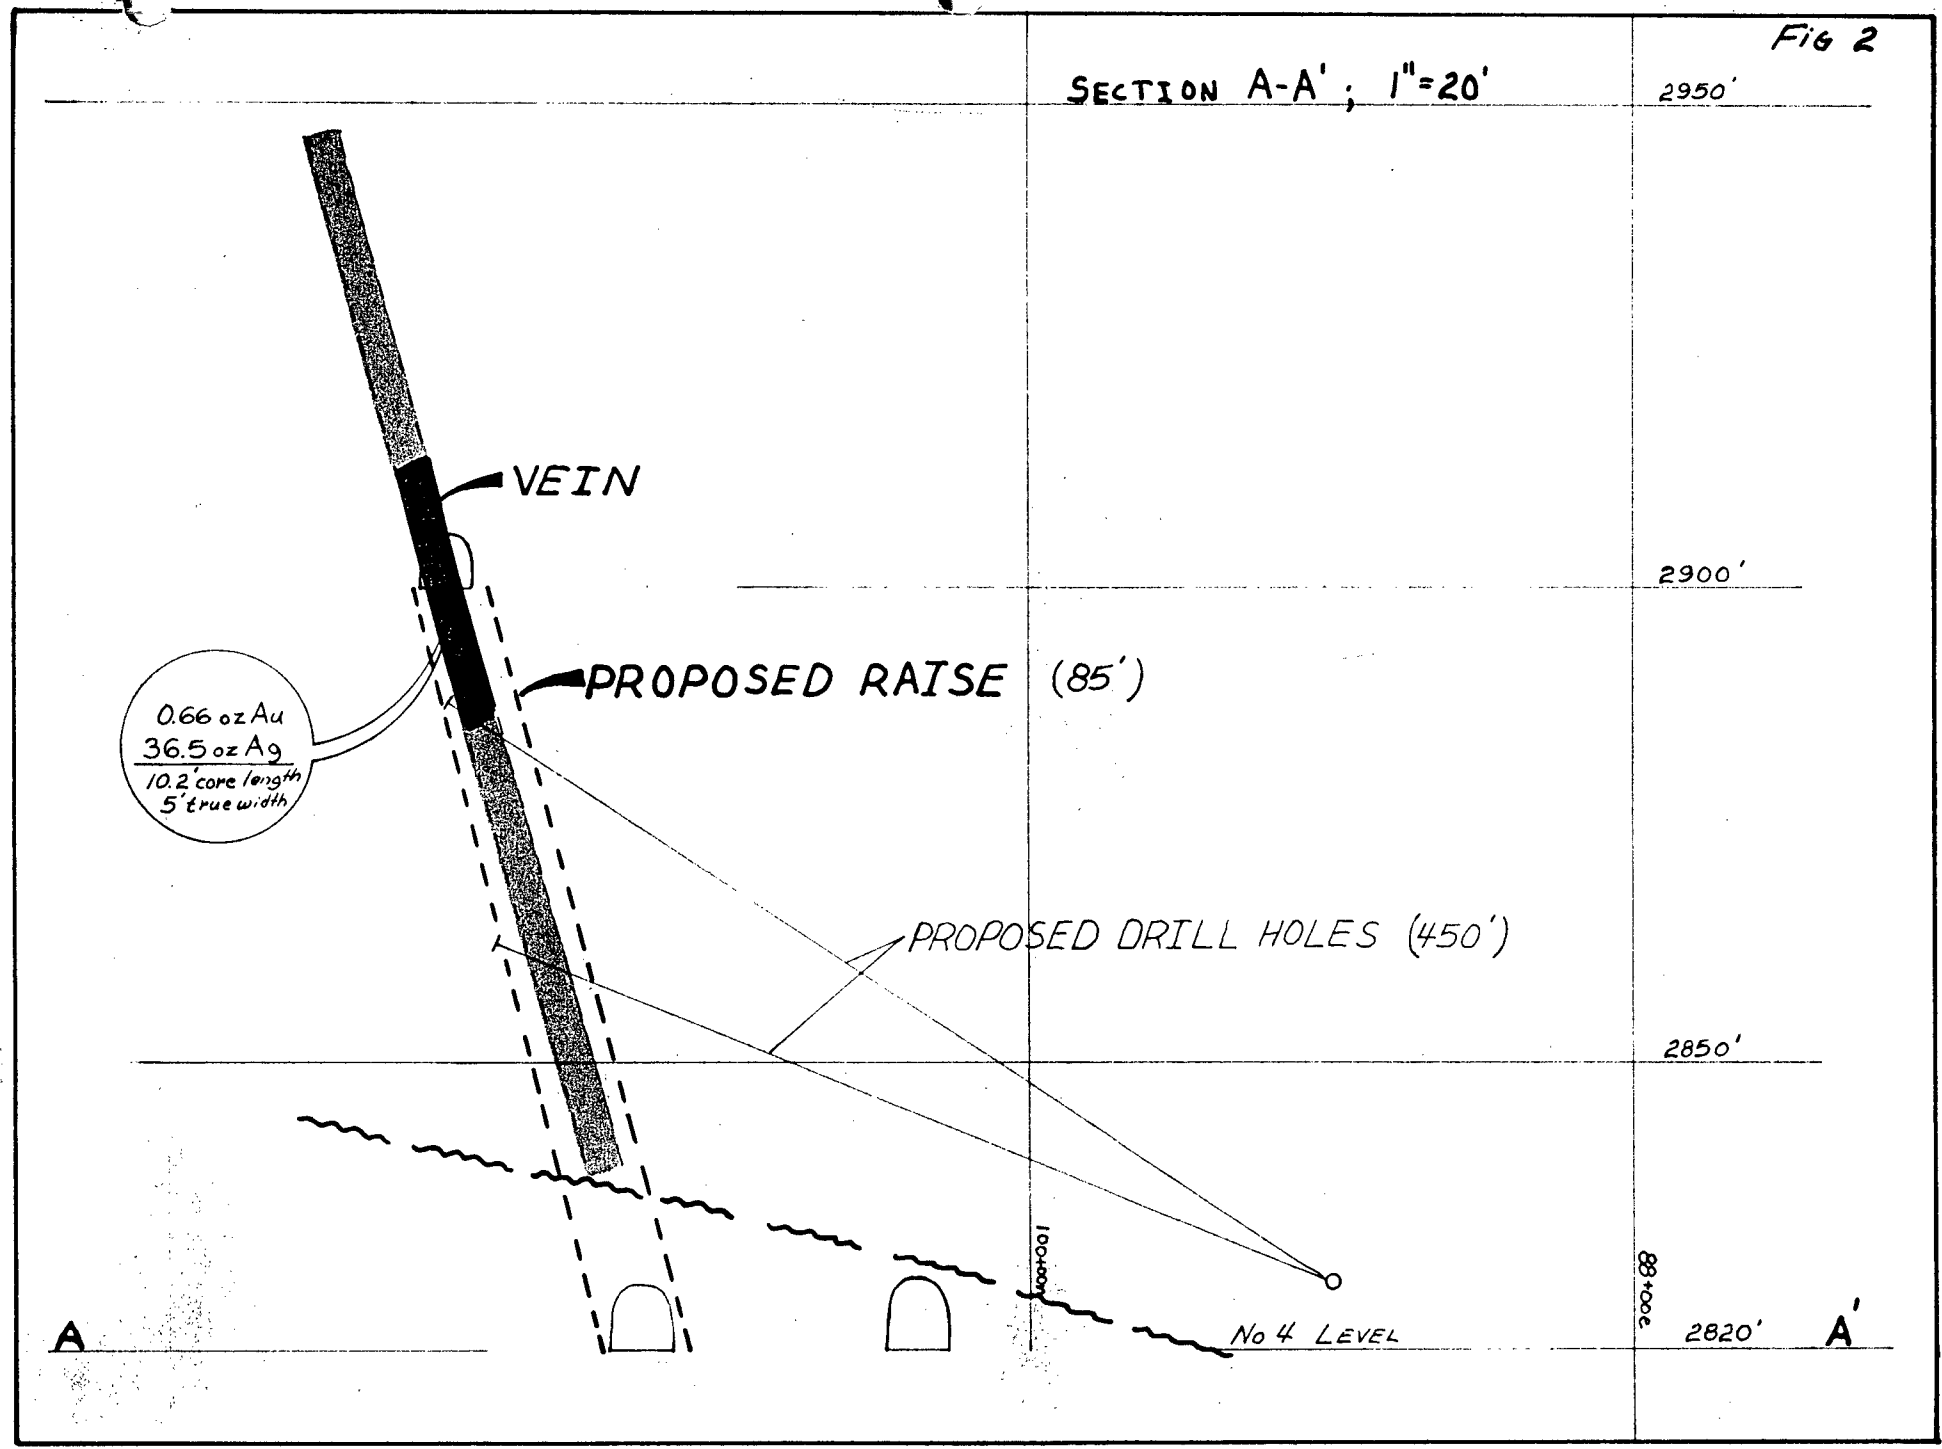 Fig 2
SECTION A-A' ; 1"=20'
2950'
VEIN
2900'
PROPOSED RAISE (85')
0.66 oz Au
36.5 oz Ag
10.2' core length
5' true width
PROPOSED DRILL HOLES (450')
2850'
100+00N
88+00E
A
No 4 LEVEL
2820'
A'